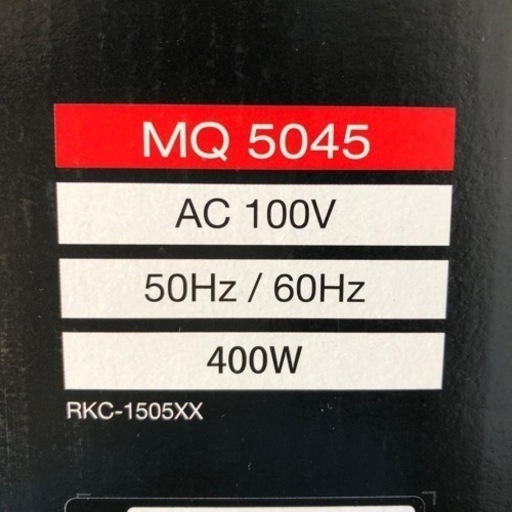 MQ 5045
AC 100V
50Hz / 60Hz
400W
RKC-1505XX